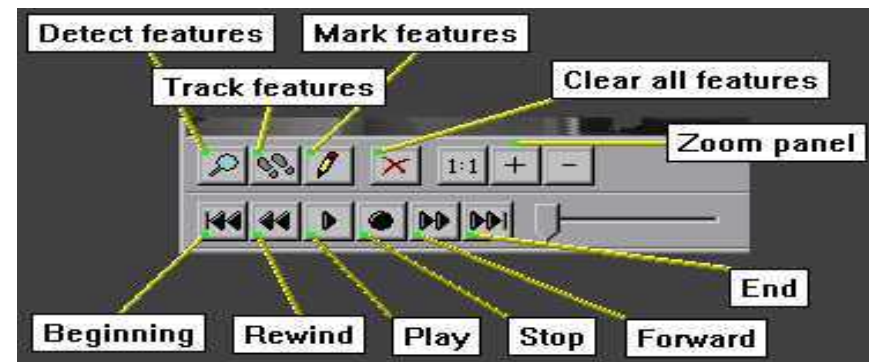 Detect features
Mark features
Track features
Clear all features
Zoom panel
1:1
End
Beginning
Rewind
Play
Stop
Forward